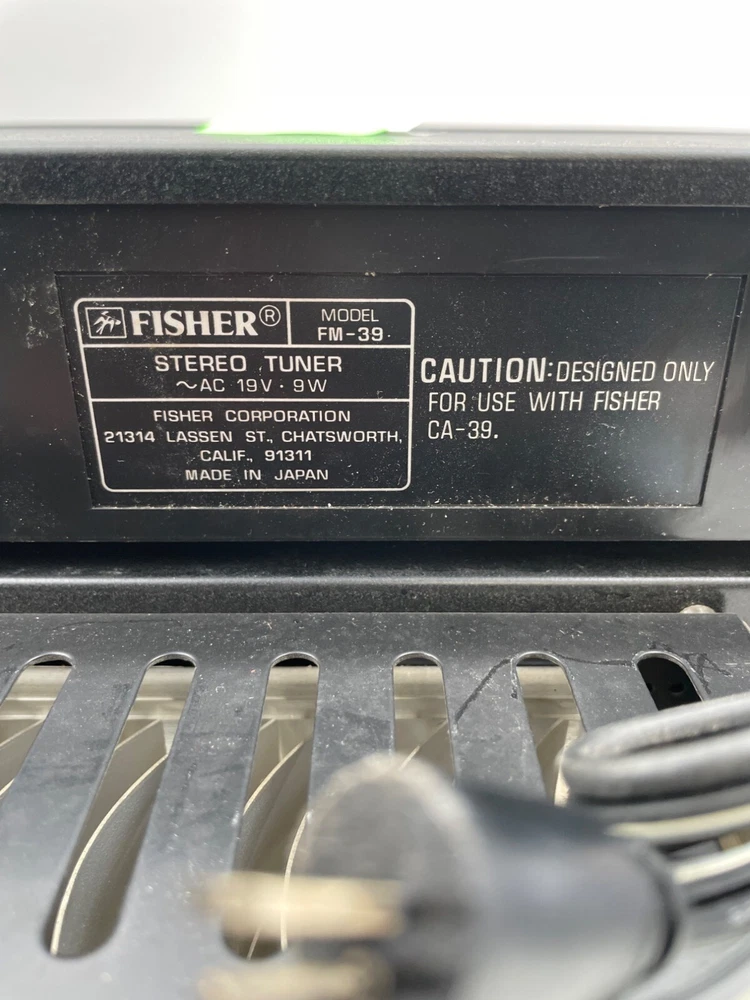 FISHER®
MODEL
FM-39
STEREO TUNER
~AC 19V · 9W
FISHER CORPORATION
21314 LASSEN ST., CHATSWORTH,
CALIF., 91311
MADE IN JAPAN
CAUTION: DESIGNED ONLY
FOR USE WITH FISHER
CA-39.